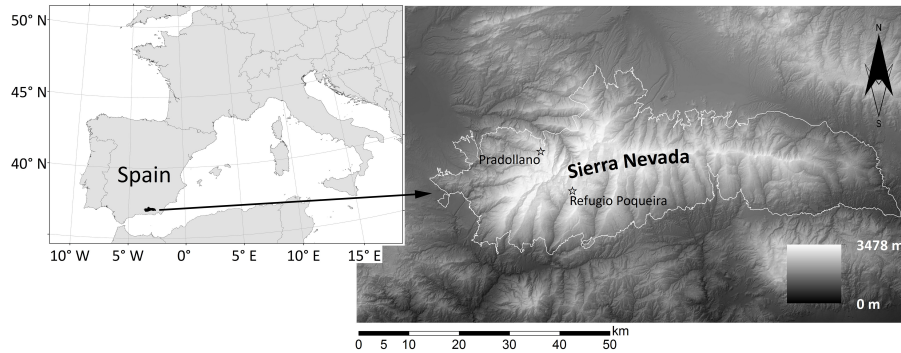 50° N
45° N
40° N
Spain
10° W
5° W
0°
5° E
10° E
15° E
N
S
Pradollano
Sierra Nevada
Refugio Poqueira
3478 m
0 m
km
0 5 10 20 30 40 50